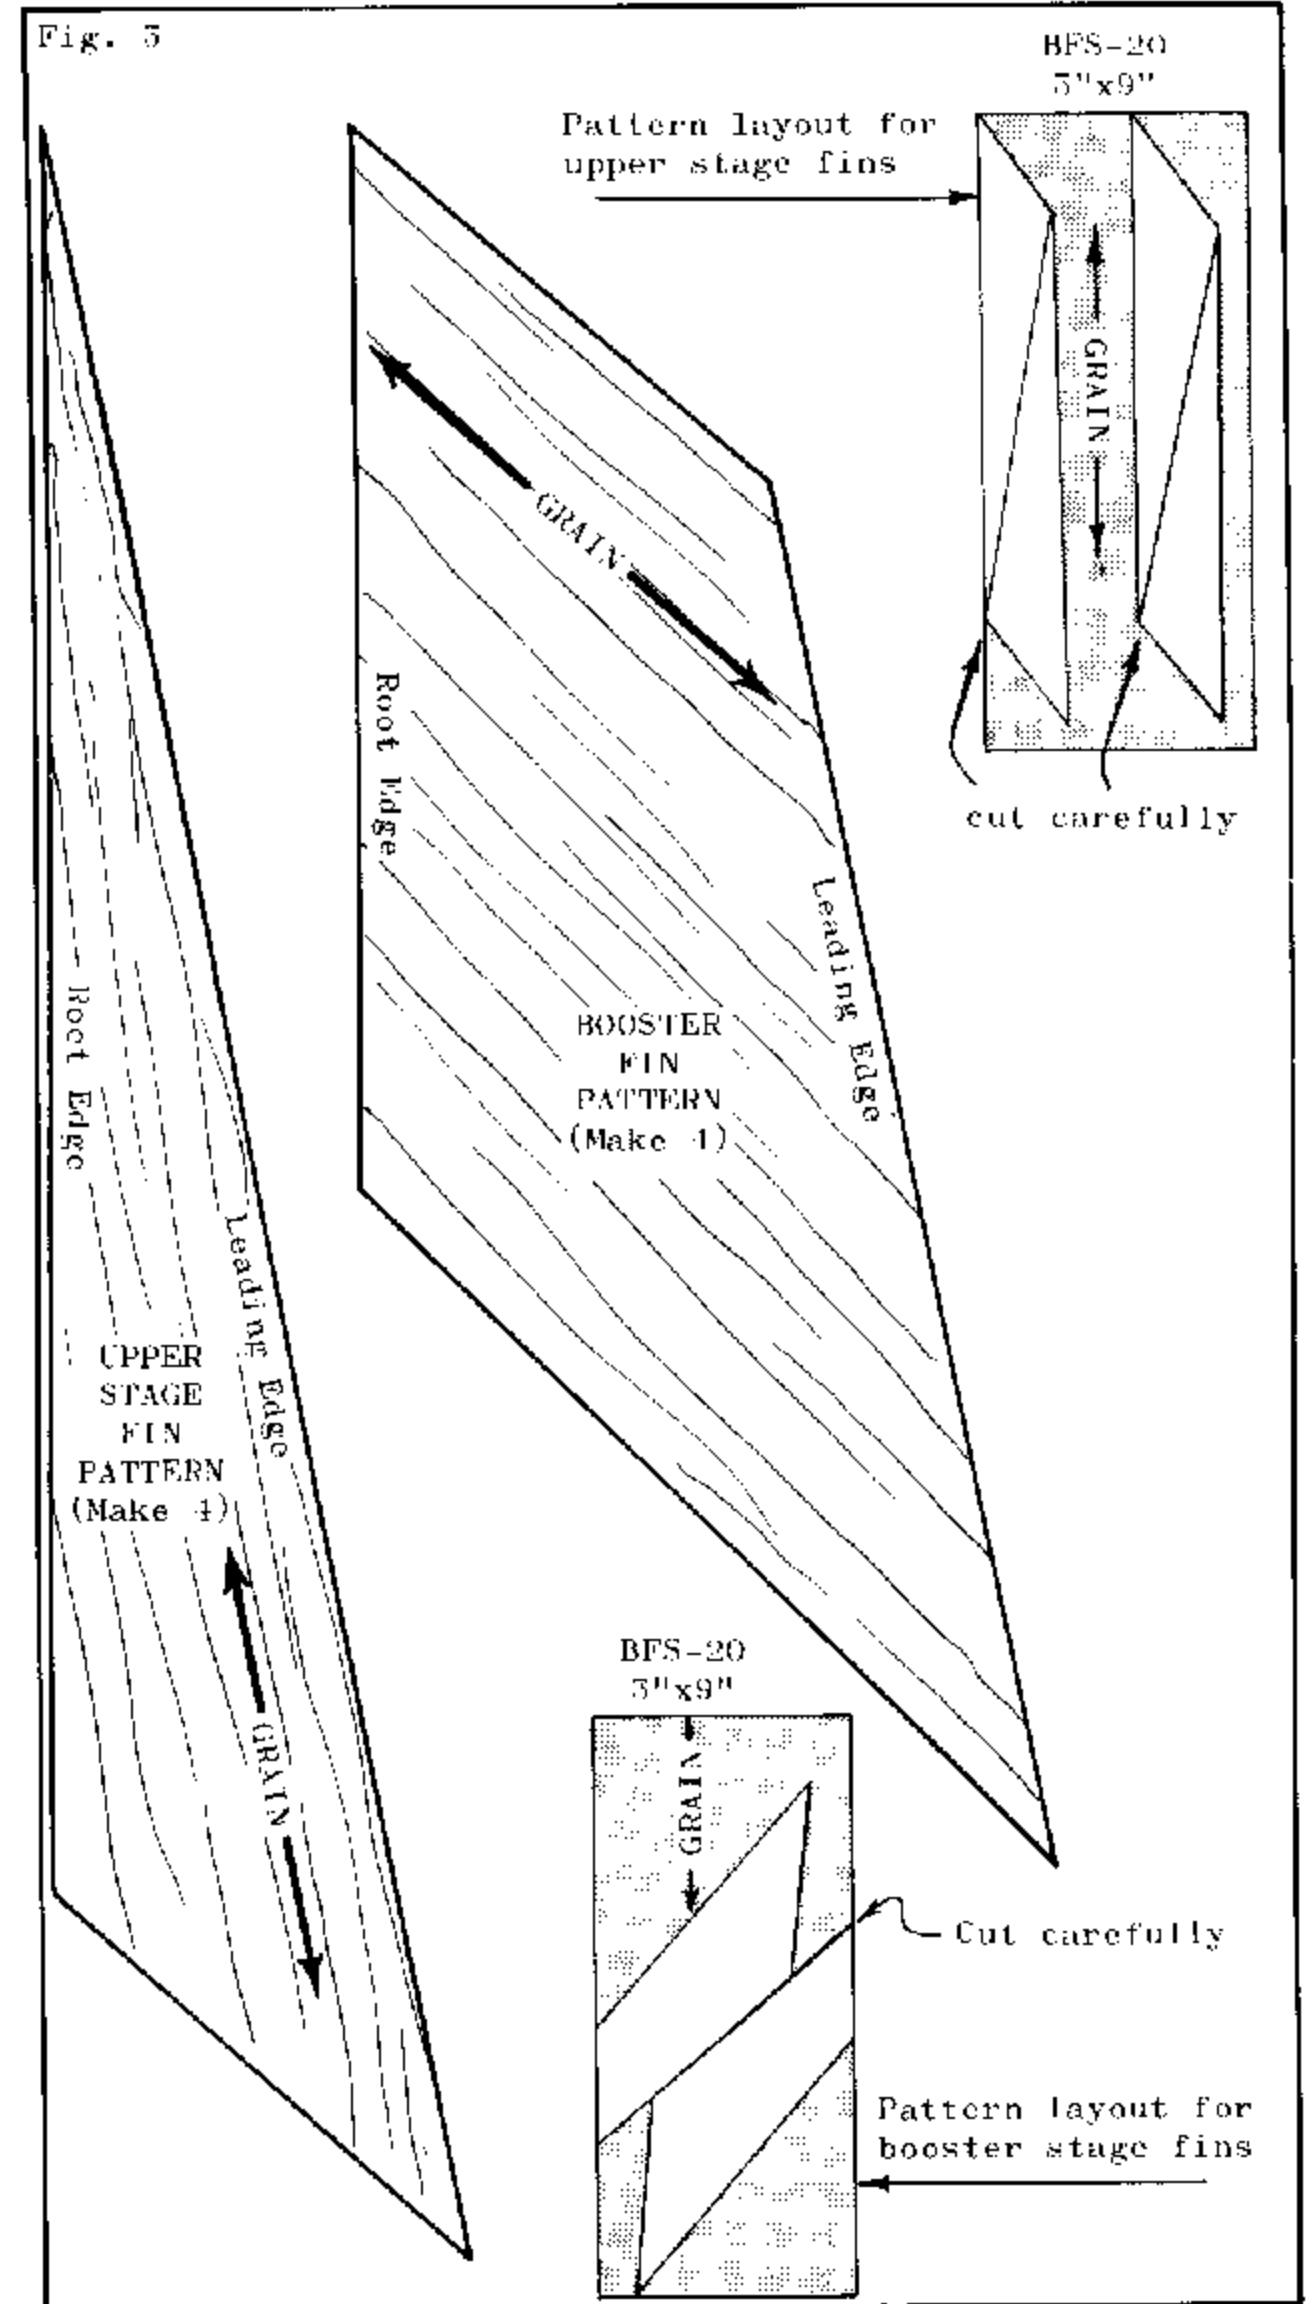 Fig. 3
BFS-20
3"x9"
Pattern layout for
upper stage fins
GRAIN
cut carefully
GRAIN
Root Edge
Leading Edge
BOOSTER
FIN
PATTERN
(Make 4)
Root Edge
Leading Edge
UPPER
STAGE
FIN
PATTERN
(Make 4)
GRAIN
BFS-20
3"x9"
GRAIN
Cut carefully
Pattern layout for
booster stage fins